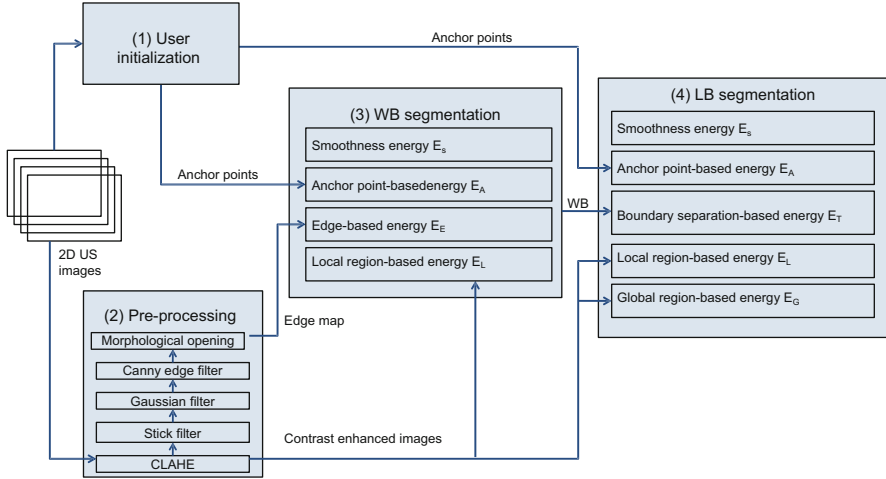 (1) User
initialization
Anchor points
(4) LB segmentation
Smoothness energy Es
Anchor point-based energy EA
Boundary separation-based energy ET
Local region-based energy EL
Global region-based energy EG
(3) WB segmentation
Smoothness energy Es
Anchor point-basedenergy EA
Edge-based energy EE
Local region-based energy EL
Anchor points
WB
2D US
images
(2) Pre-processing
Morphological opening
Canny edge filter
Gaussian filter
Stick filter
CLAHE
Edge map
Contrast enhanced images